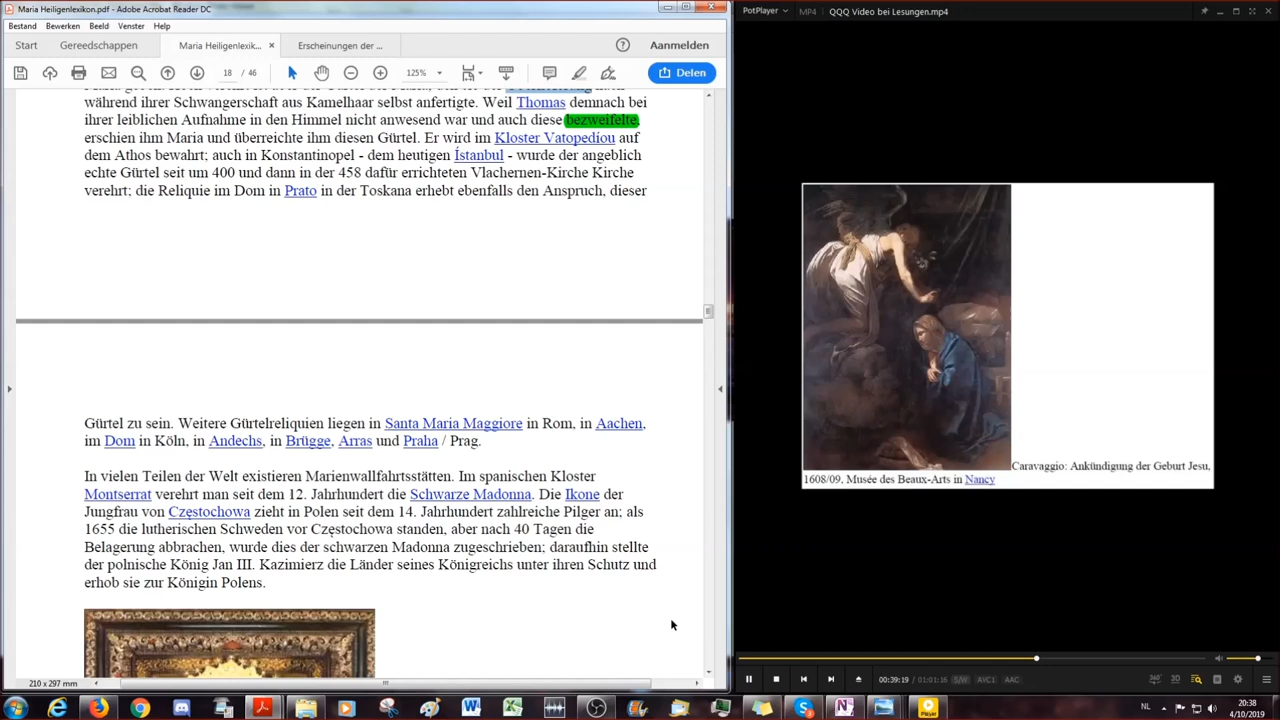 Maria Heiligenlexikon.pdf - Adobe Acrobat Reader DC
Bestand Bewerken Beeld Venster Help
Start Gereedschappen Maria Heiligenlexik... × Erscheinungen der ... Aanmelden
18 / 46 125% Delen
während ihrer Schwangerschaft aus Kamelhaar selbst anfertigte. Weil Thomas demnach bei
ihrer leiblichen Aufnahme in den Himmel nicht anwesend war und auch diese bezweifelte,
erschien ihm Maria und überreichte ihm diesen Gürtel. Er wird im Kloster Vatopedíou auf
dem Athos bewahrt; auch in Konstantinopel - dem heutigen Ístanbul - wurde der angeblich
echte Gürtel seit um 400 und dann in der 458 dafür errichteten Vlachernen-Kirche Kirche
verehrt; die Reliquie im Dom in Prato in der Toskana erhebt ebenfalls den Anspruch, dieser
Gürtel zu sein. Weitere Gürtelreliquien liegen in Santa Maria Maggiore in Rom, in Aachen,
im Dom in Köln, in Andechs, in Brügge, Arras und Praha / Prag.
In vielen Teilen der Welt existieren Marienwallfahrtsstätten. Im spanischen Kloster
Montserrat verehrt man seit dem 12. Jahrhundert die Schwarze Madonna. Die Ikone der
Jungfrau von Częstochowa zieht in Polen seit dem 14. Jahrhundert zahlreiche Pilger an; als
1655 die lutherischen Schweden vor Częstochowa standen, aber nach 40 Tagen die
Belagerung abbrachen, wurde dies der schwarzen Madonna zugeschrieben; daraufhin stellte
der polnische König Jan III. Kazimierz die Länder seines Königreichs unter ihren Schutz und
erhob sie zur Königin Polens.
210 x 297 mm
PotPlayer MP4 QQQ Video bei Lesungen.mp4
Caravaggio: Ankündigung der Geburt Jesu,
1608/09, Musée des Beaux-Arts in Nancy
00:39:19 / 01:01:16 S/W AVC1 AAC 3D
NL 20:38
4/10/2019